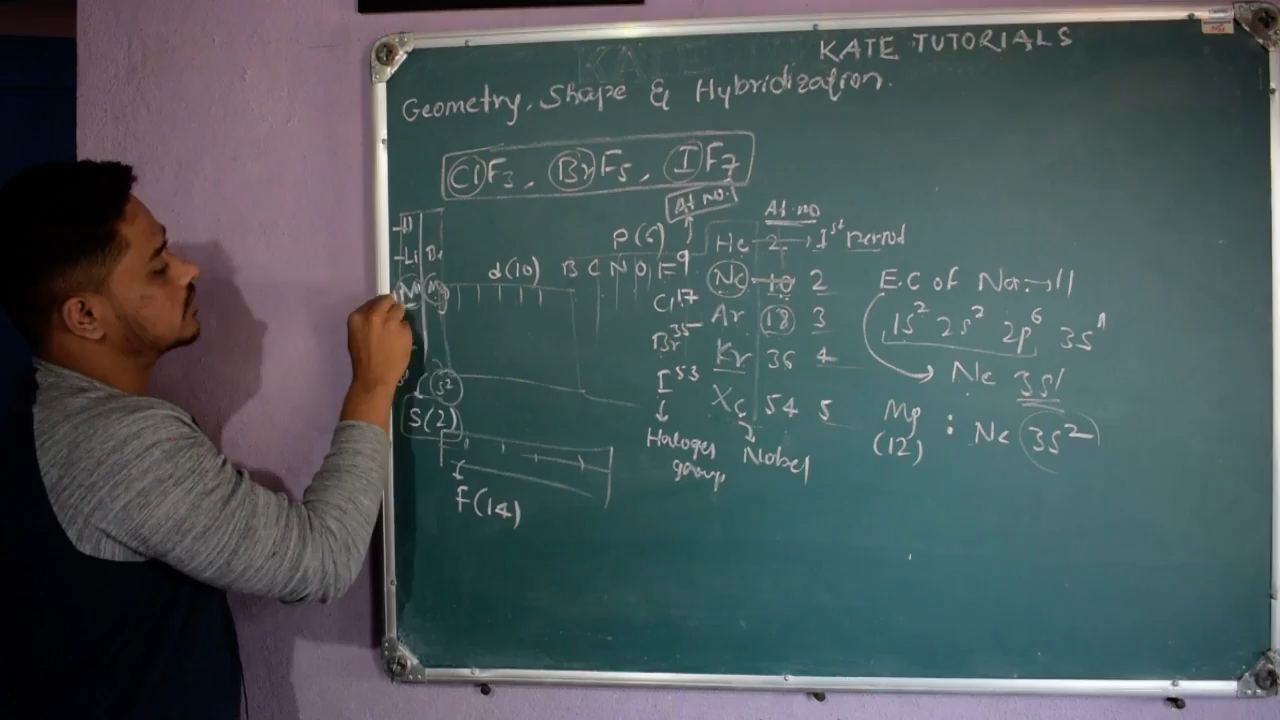 KATE TUTORIALS
Geometry, Shape & Hybridization.
ClF3, BrF5, IF7
At no.
At. no
H
Li Be
Na Mg
d(10)
P(6)
B C N O F=9
Cl 17
Br 35
I 53
Halogen group
He 2 → Ist Period
Ne 10 2
Ar 18 3
Kr 36 4
Xe 54 5
Nobel
s²
S(2)
F(14)
E.C of Na:→11
1s² 2s² 2p⁶ 3s¹
Ne 3s1
Mg : Ne 3s²
(12)